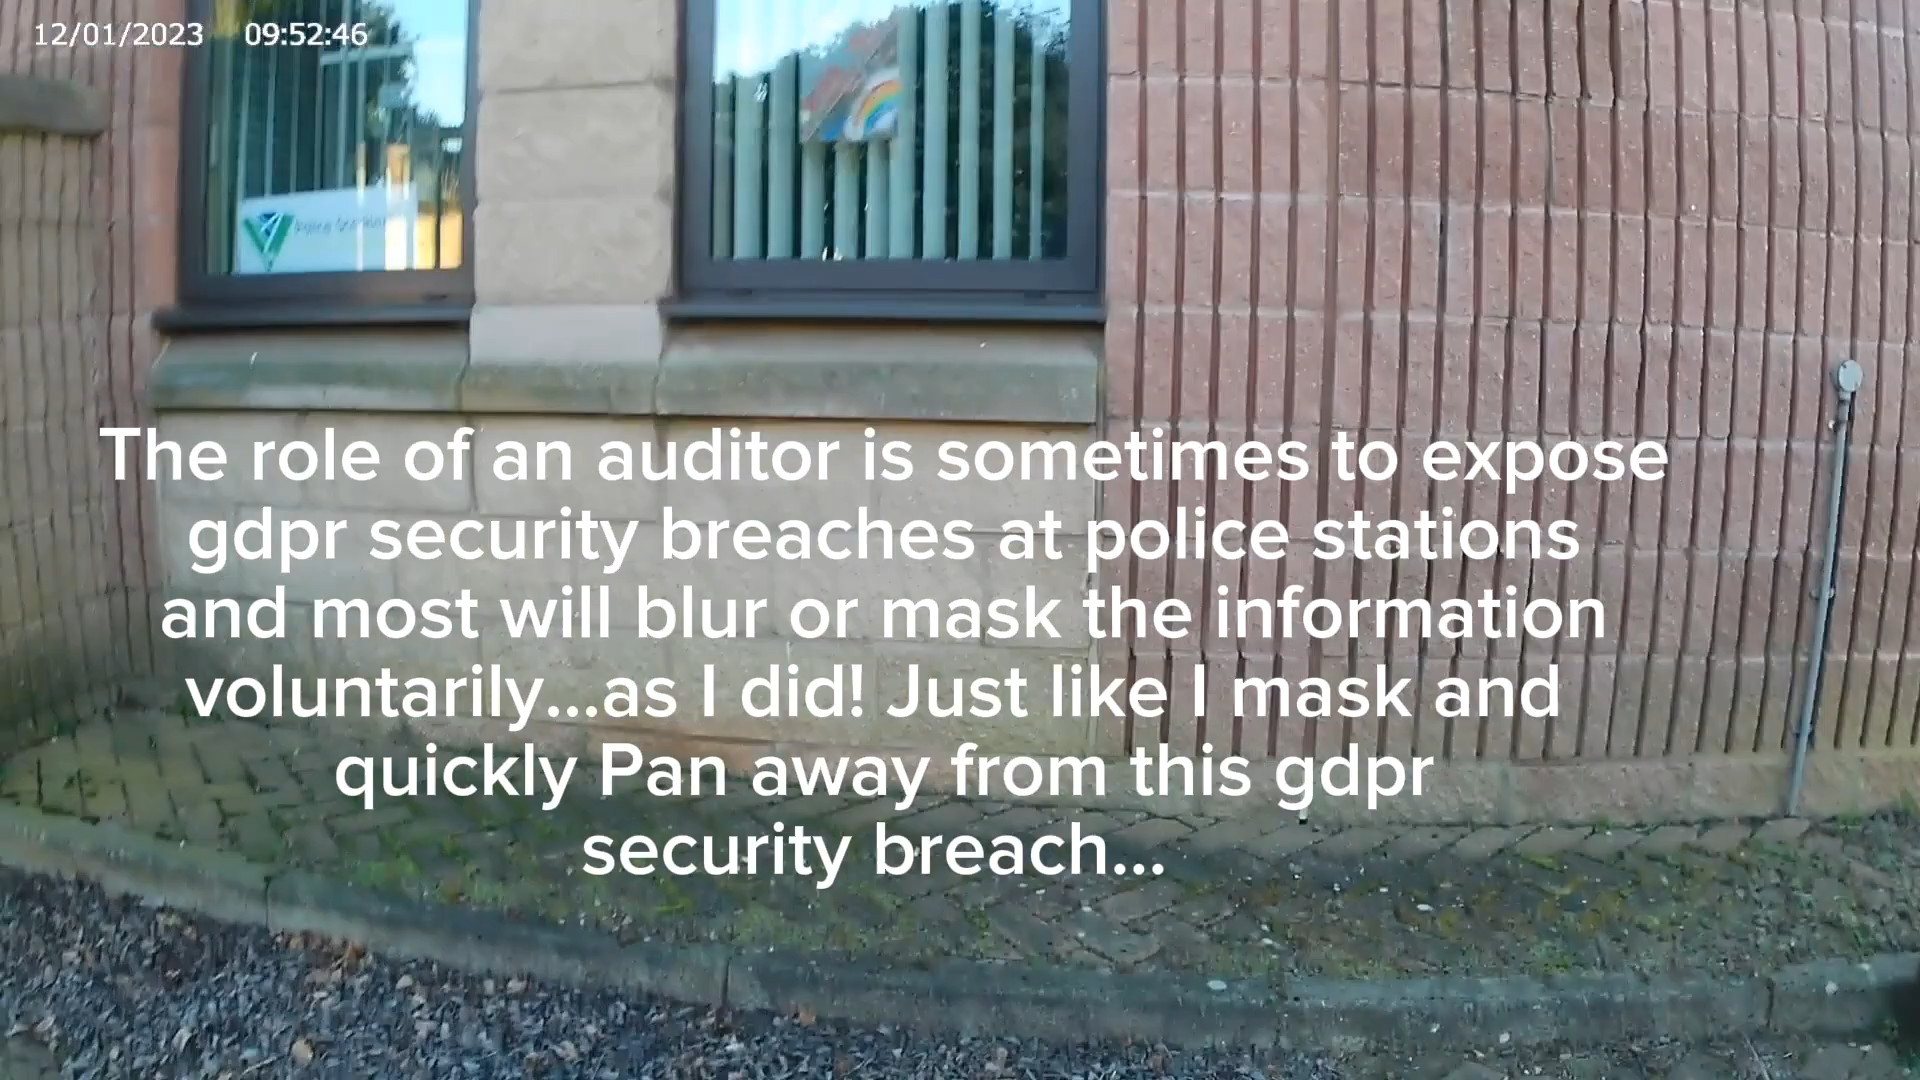 12/01/2023 09:52:46
The role of an auditor is sometimes to expose
gdpr security breaches at police stations
and most will blur or mask the information
voluntarily...as I did! Just like I mask and
quickly Pan away from this gdpr
security breach...